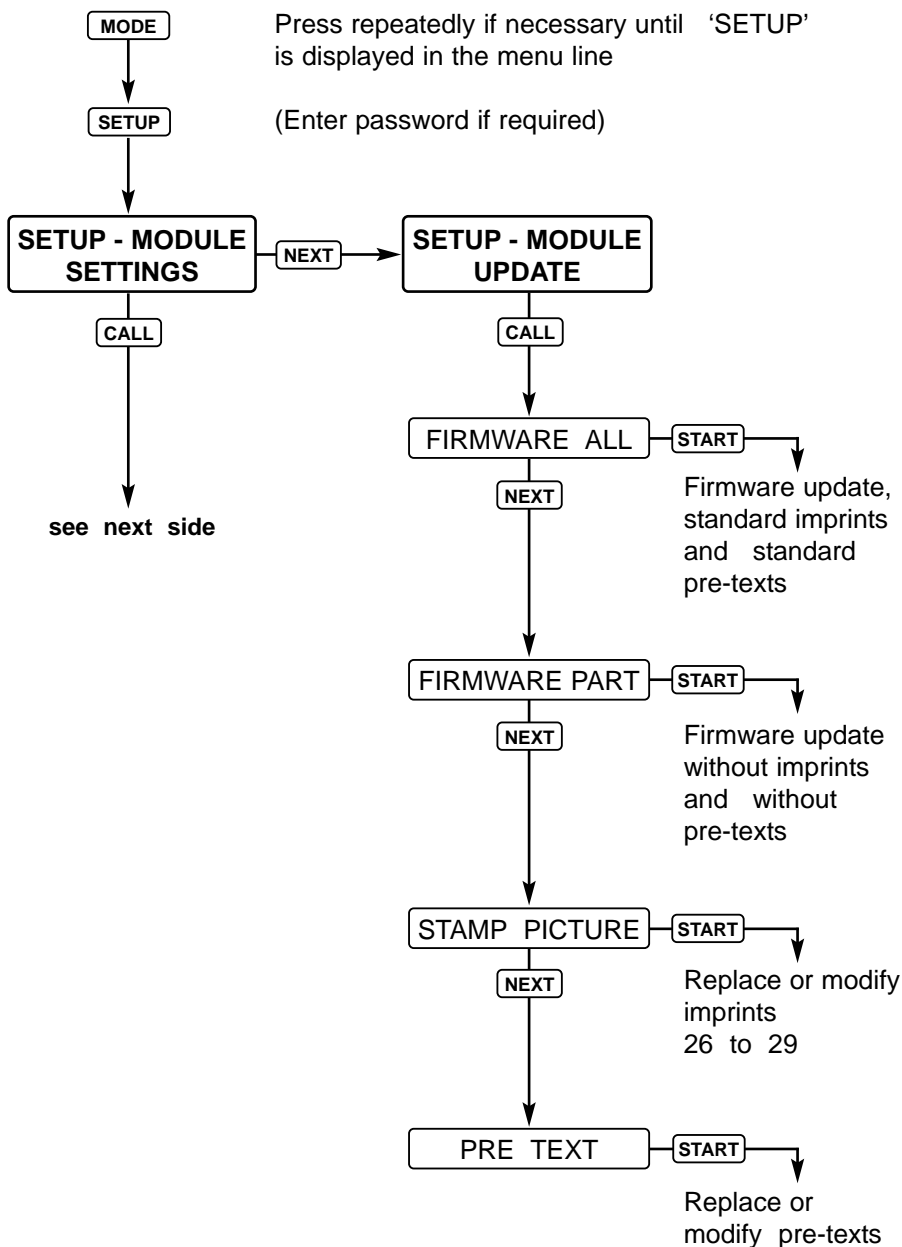 MODE
Press repeatedly if necessary until ‘SETUP’
is displayed in the menu line
SETUP
(Enter password if required)
SETUP - MODULE
SETTINGS
NEXT
SETUP - MODULE
UPDATE
CALL
CALL
see next side
FIRMWARE ALL
START
NEXT
Firmware update,
standard imprints
and standard
pre-texts
FIRMWARE PART
START
NEXT
Firmware update
without imprints
and without
pre-texts
STAMP PICTURE
START
NEXT
Replace or modify
imprints
26 to 29
PRE TEXT
START
Replace or
modify pre-texts